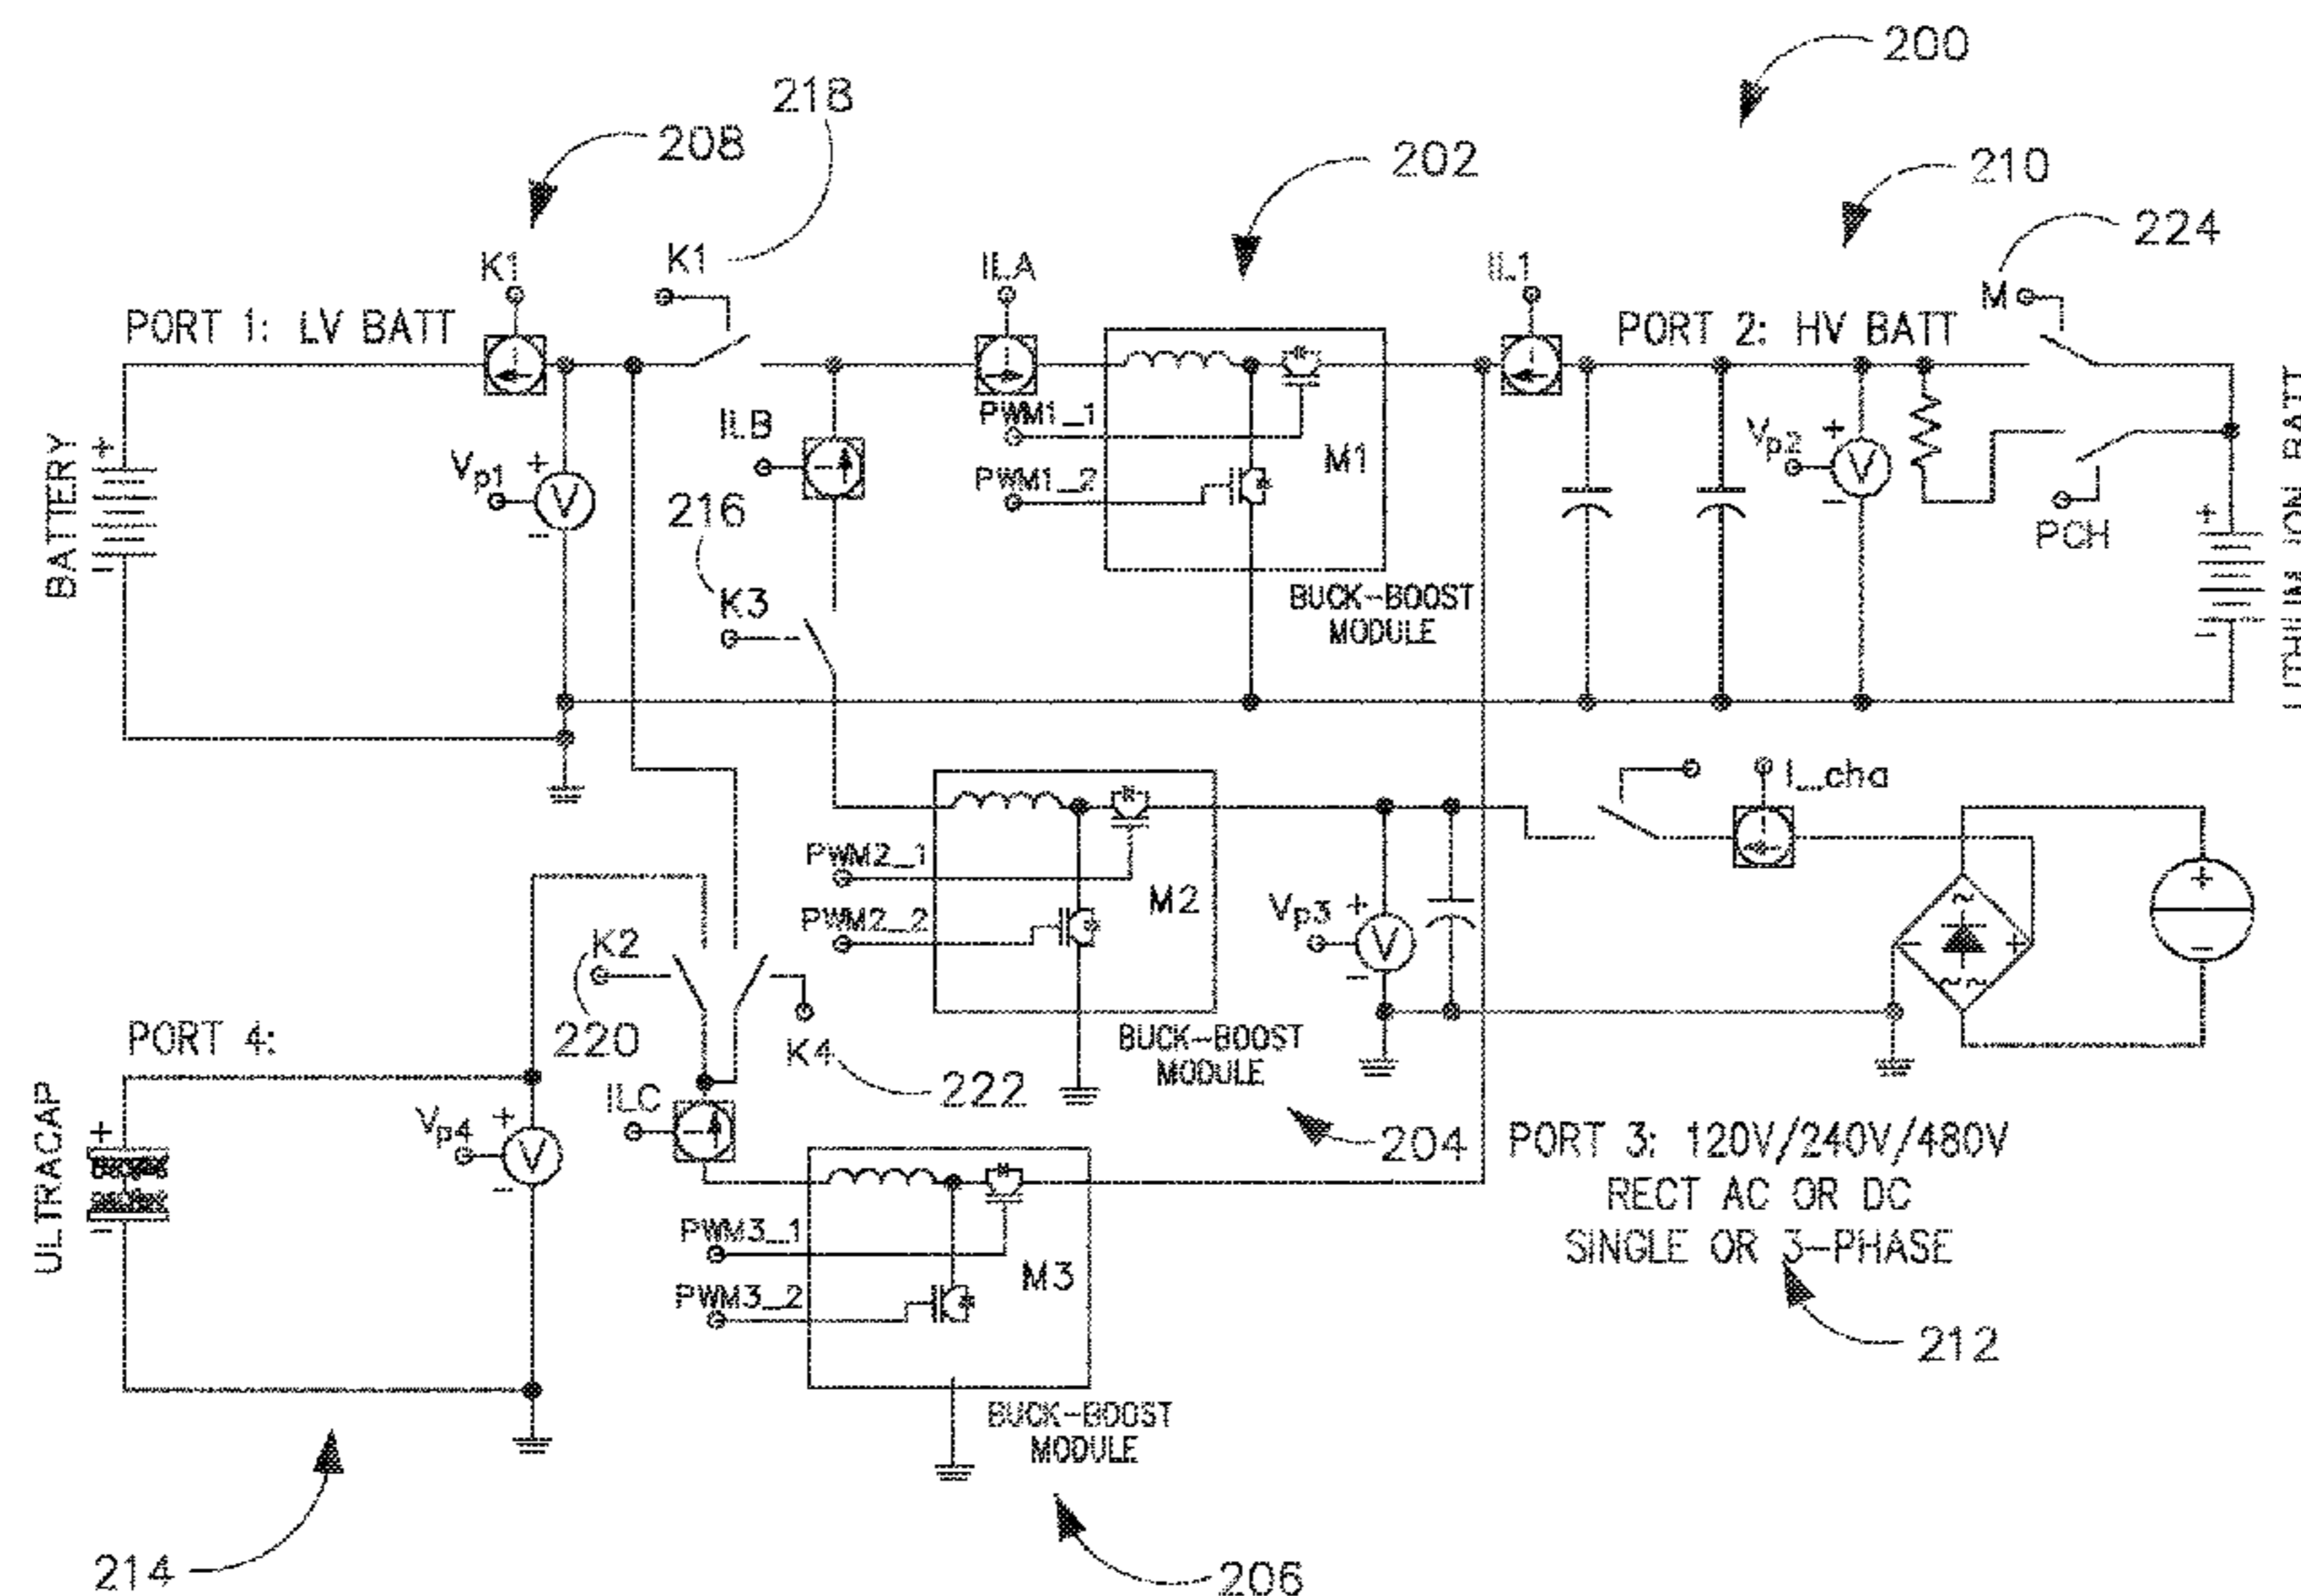 200
218
208
202
210
224
K1
K1
ILA
IL1
M
PORT 1: LV BATT
PORT 2: HV BATT
PWM1_1
ILB
Vp1
M1
Vp2
PWM1_2
216
PCH
BATTERY
LITHIUM ION BATT
K3
BUCK-BOOST
MODULE
I_cha
PWM2_1
M2
Vp3
PWM2_2
K2
220
K4
PORT 4:
BUCK-BOOST
MODULE
222
ILC
ULTRACAP
Vp4
204
PORT 3: 120V/240V/480V
RECT AC OR DC
SINGLE OR 3-PHASE
PWM3_1
M3
PWM3_2
212
BUCK-BOOST
MODULE
214
206